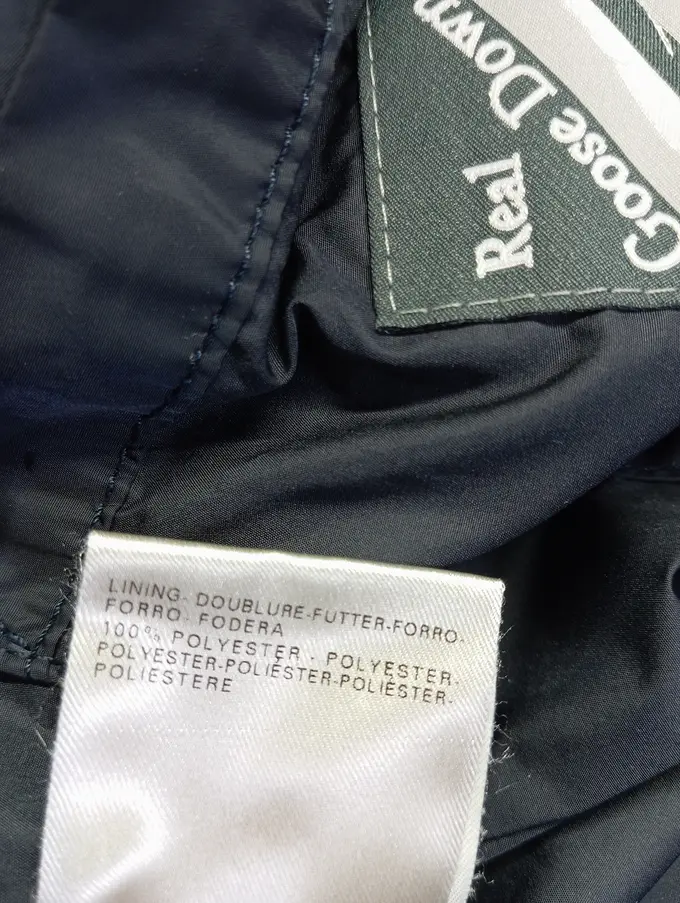 Real Down
Goose
LINING- DOUBLURE-FUTTER-FORRO-
FORRO- FODERA
100% POLYESTER - POLYESTER-
POLYESTER-POLIÉSTER-POLIÉSTER-
POLIESTERE